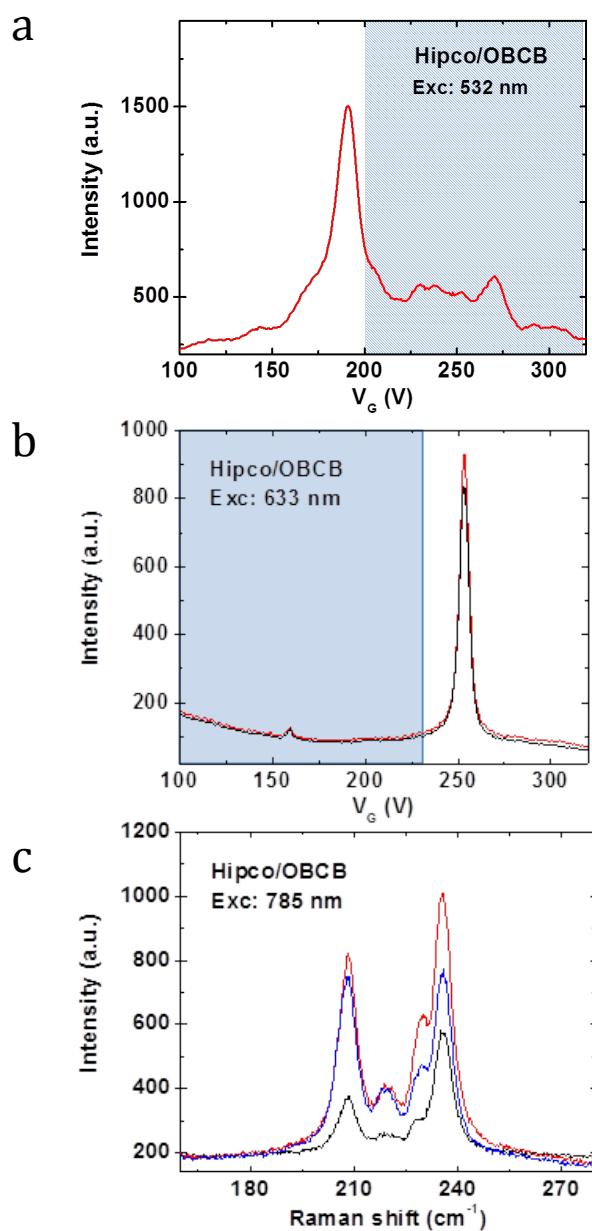 a
Hipco/OBCB
Exc: 532 nm
Intensity (a.u.)
1500
1000
500
100 150 200 250 300
V_G (V)
b
Hipco/OBCB
Exc: 633 nm
Intensity (a.u.)
1000
800
600
400
200
100 150 200 250 300
V_G (V)
c
Hipco/OBCB
Exc: 785 nm
Intensity (a.u.)
1200
1000
800
600
400
200
180 210 240 270
Raman shift (cm⁻¹)